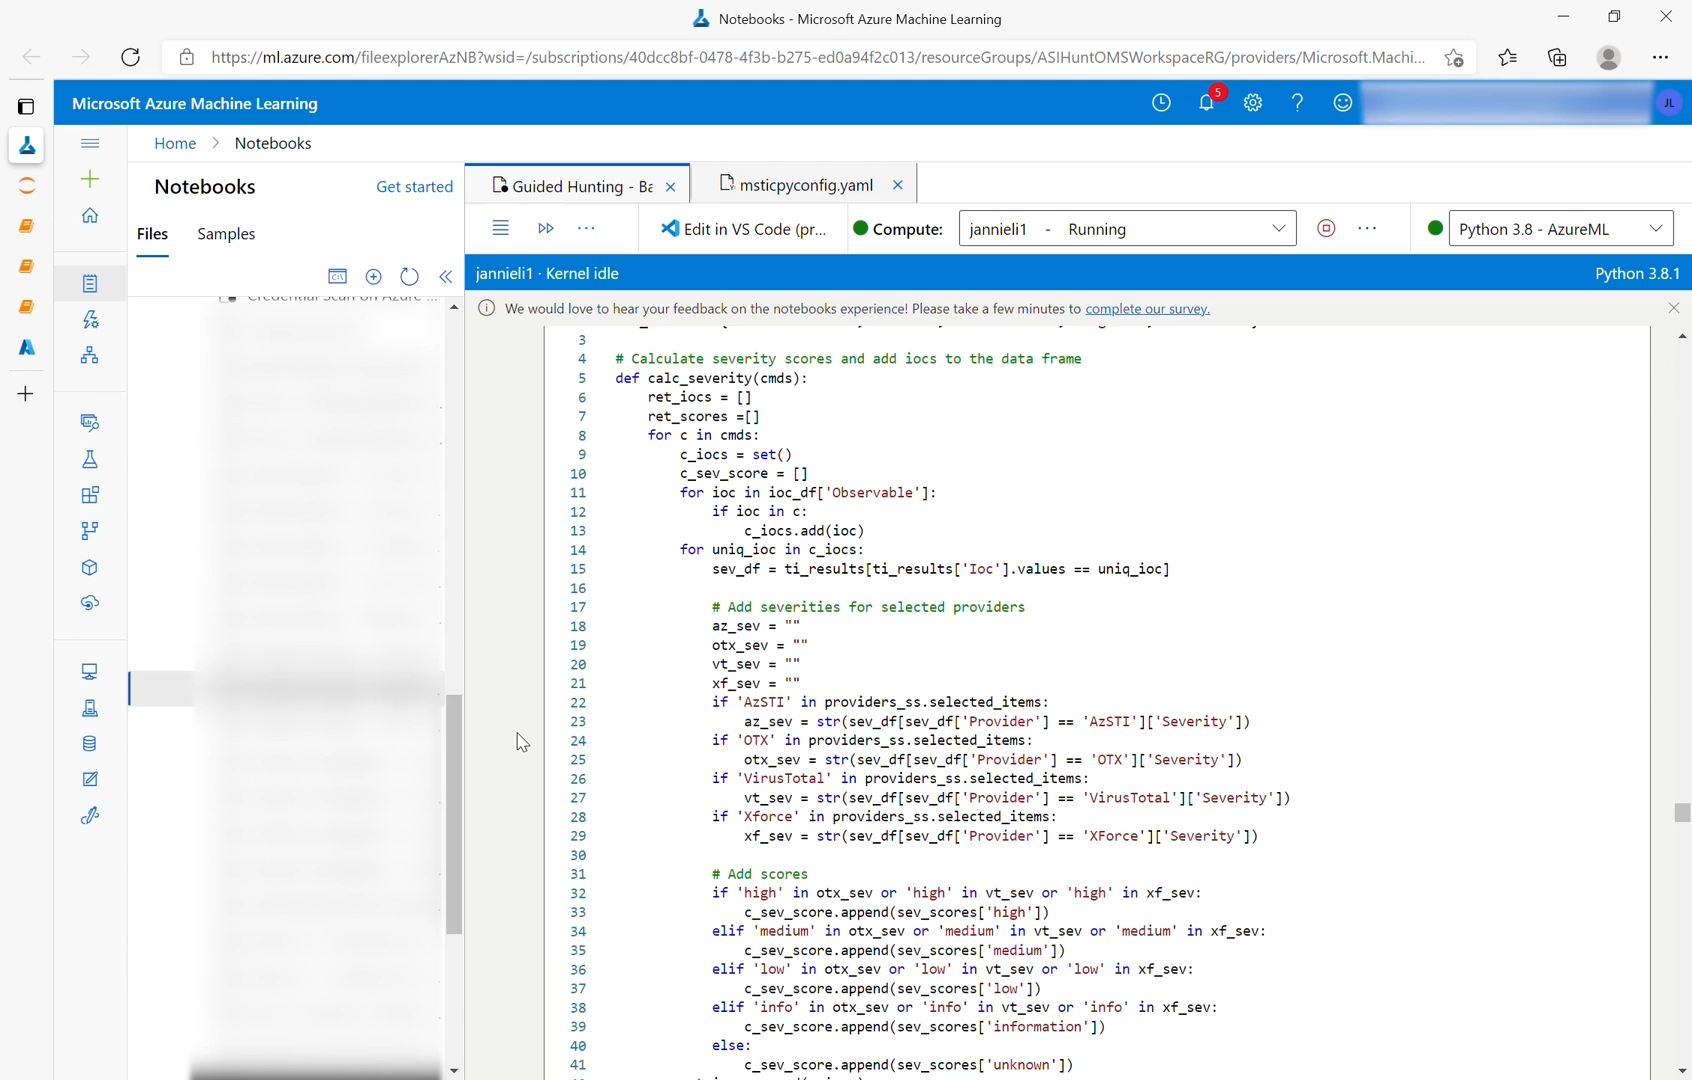 Notebooks - Microsoft Azure Machine Learning
https://ml.azure.com/fileexplorerAzNB?wsid=/subscriptions/40dcc8bf-0478-4f3b-b275-ed0a94f2c013/resourceGroups/ASIHuntOMSWorkspaceRG/providers/Microsoft.Machi...
Microsoft Azure Machine Learning
5
JL
Home > Notebooks
Notebooks
Get started
Files
Samples
Guided Hunting - Ba
msticpyconfig.yaml
Edit in VS Code (pr...
Compute:
jannieli1 - Running
Python 3.8 - AzureML
jannieli1 · Kernel idle
Python 3.8.1
We would love to hear your feedback on the notebooks experience! Please take a few minutes to complete our survey.
Credential Scan on Azure ...
3
4 # Calculate severity scores and add iocs to the data frame
5 def calc_severity(cmds):
6 ret_iocs = []
7 ret_scores =[]
8 for c in cmds:
9 c_iocs = set()
10 c_sev_score = []
11 for ioc in ioc_df['Observable']:
12 if ioc in c:
13 c_iocs.add(ioc)
14 for uniq_ioc in c_iocs:
15 sev_df = ti_results[ti_results['Ioc'].values == uniq_ioc]
16
17 # Add severities for selected providers
18 az_sev = ""
19 otx_sev = ""
20 vt_sev = ""
21 xf_sev = ""
22 if 'AzSTI' in providers_ss.selected_items:
23 az_sev = str(sev_df[sev_df['Provider'] == 'AzSTI']['Severity'])
24 if 'OTX' in providers_ss.selected_items:
25 otx_sev = str(sev_df[sev_df['Provider'] == 'OTX']['Severity'])
26 if 'VirusTotal' in providers_ss.selected_items:
27 vt_sev = str(sev_df[sev_df['Provider'] == 'VirusTotal']['Severity'])
28 if 'Xforce' in providers_ss.selected_items:
29 xf_sev = str(sev_df[sev_df['Provider'] == 'XForce']['Severity'])
30
31 # Add scores
32 if 'high' in otx_sev or 'high' in vt_sev or 'high' in xf_sev:
33 c_sev_score.append(sev_scores['high'])
34 elif 'medium' in otx_sev or 'medium' in vt_sev or 'medium' in xf_sev:
35 c_sev_score.append(sev_scores['medium'])
36 elif 'low' in otx_sev or 'low' in vt_sev or 'low' in xf_sev:
37 c_sev_score.append(sev_scores['low'])
38 elif 'info' in otx_sev or 'info' in vt_sev or 'info' in xf_sev:
39 c_sev_score.append(sev_scores['information'])
40 else:
41 c_sev_score.append(sev_scores['unknown'])